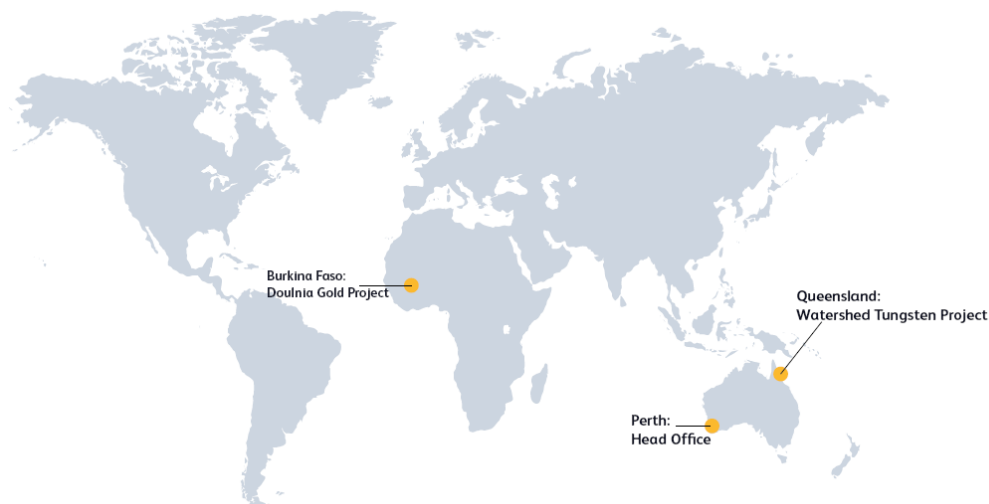 Burkina Faso:
Doulnia Gold Project
Queensland:
Watershed Tungsten Project
Perth:
Head Office